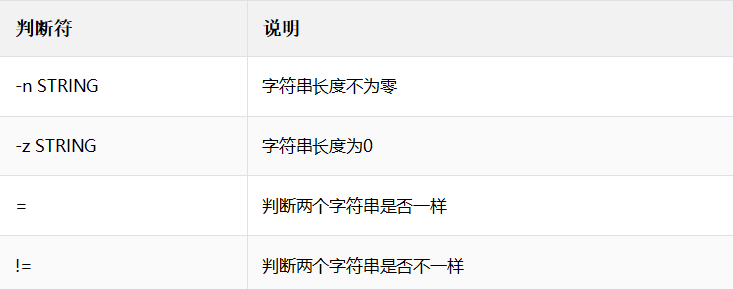 判断符 说明
-n STRING 字符串长度不为零
-z STRING 字符串长度为0
= 判断两个字符串是否一样
!= 判断两个字符串是否不一样